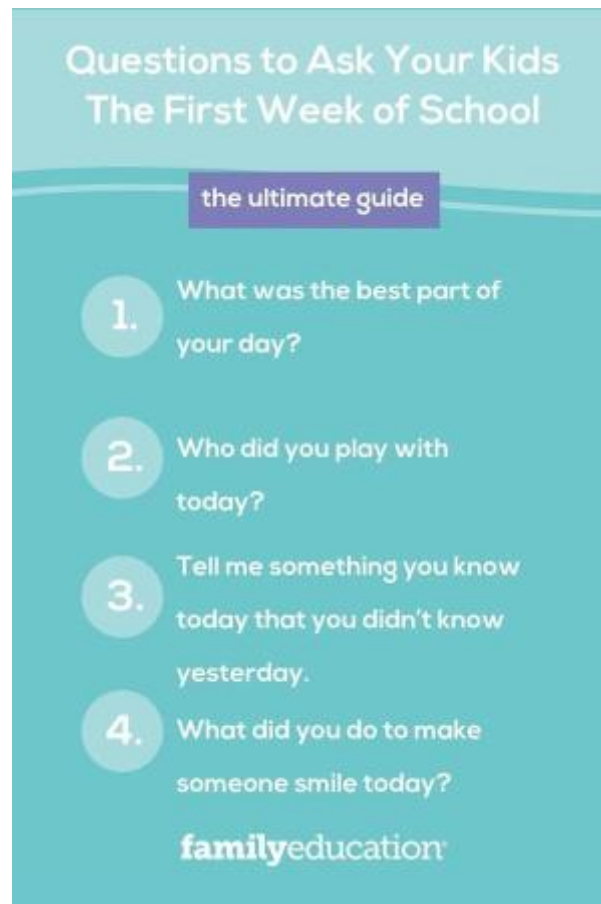 Questions to Ask Your Kids
The First Week of School
the ultimate guide
1. What was the best part of
your day?
2. Who did you play with
today?
3. Tell me something you know
today that you didn't know
yesterday.
4. What did you do to make
someone smile today?
familyeducation